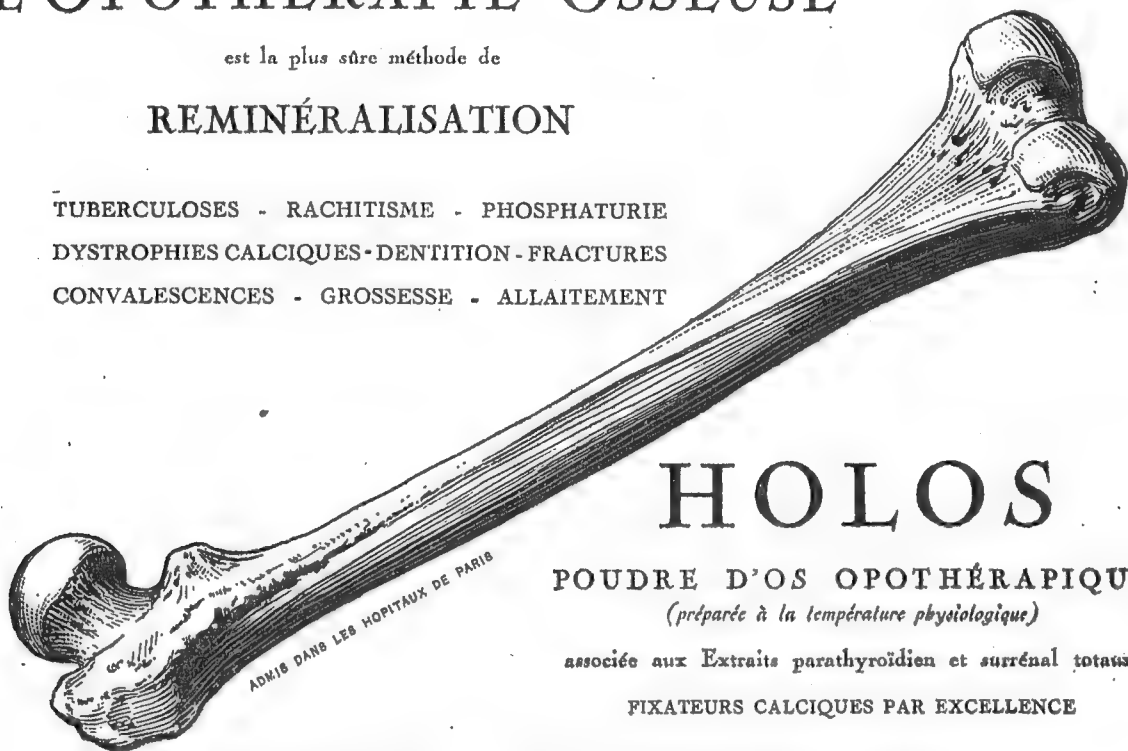 L'OPOTHÉRAPIE OSSEUSE
est la plus sûre méthode de
REMINÉRALISATION
TUBERCULOSES - RACHITISME - PHOSPHATURIE
DYSTROPHIES CALCIQUES - DENTITION - FRACTURES
CONVALESCENCES - GROSSESSE - ALLAITEMENT
ADMIS DANS LES HOPITAUX DE PARIS
HOLOS
POUDRE D'OS OPOTHÉRAPIQU
(préparée à la température physiologique)
associée aux Extraits parathyroïdien et surrénal totaux
FIXATEURS CALCIQUES PAR EXCELLENCE